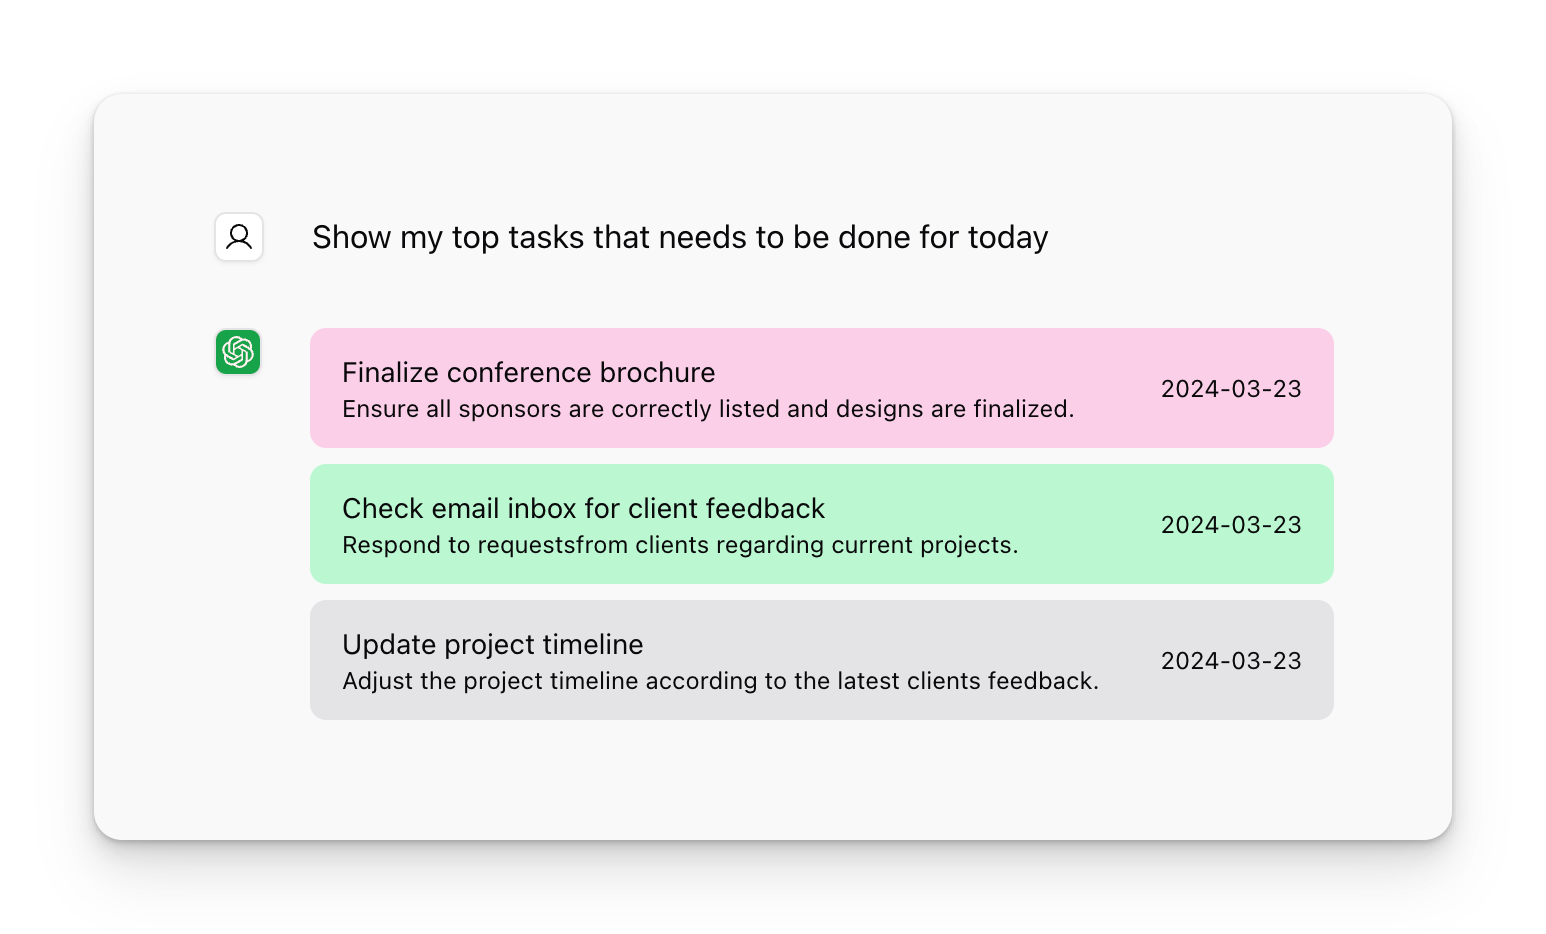 Show my top tasks that needs to be done for today
Finalize conference brochure
Ensure all sponsors are correctly listed and designs are finalized.
2024-03-23
Check email inbox for client feedback
Respond to requestsfrom clients regarding current projects.
2024-03-23
Update project timeline
Adjust the project timeline according to the latest clients feedback.
2024-03-23